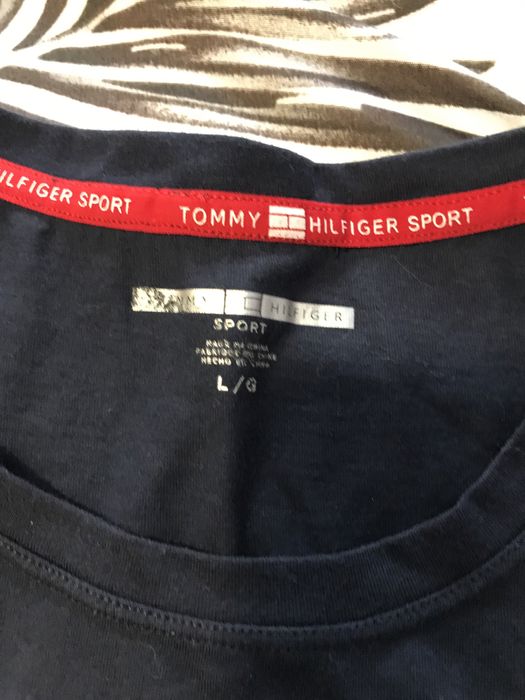 HILFIGER SPORT TOMMY HILFIGER SPORT
HILFIGER
SPORT
MADE IN CHINA
FABRIQUÉ EN CHINE
HECHO EN CHINA
L/G